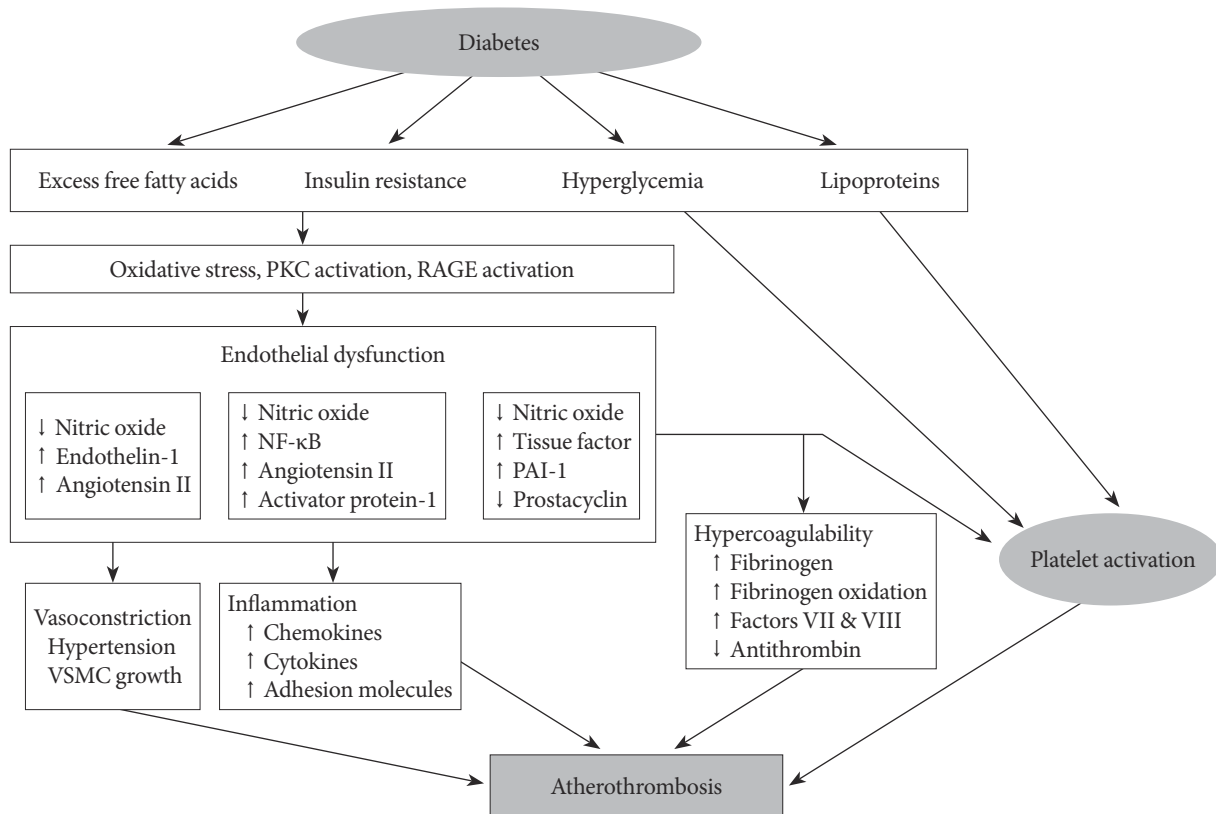 Diabetes
Excess free fatty acids
Insulin resistance
Hyperglycemia
Lipoproteins
Oxidative stress, PKC activation, RAGE activation
Endothelial dysfunction
↓ Nitric oxide
↑ Endothelin-1
↑ Angiotensin II
↓ Nitric oxide
↑ NF-κB
↑ Angiotensin II
↑ Activator protein-1
↓ Nitric oxide
↑ Tissue factor
↑ PAI-1
↓ Prostacyclin
Vasoconstriction
Hypertension
VSMC growth
Inflammation
↑ Chemokines
↑ Cytokines
↑ Adhesion molecules
Hypercoagulability
↑ Fibrinogen
↑ Fibrinogen oxidation
↑ Factors VII & VIII
↓ Antithrombin
Platelet activation
Atherothrombosis